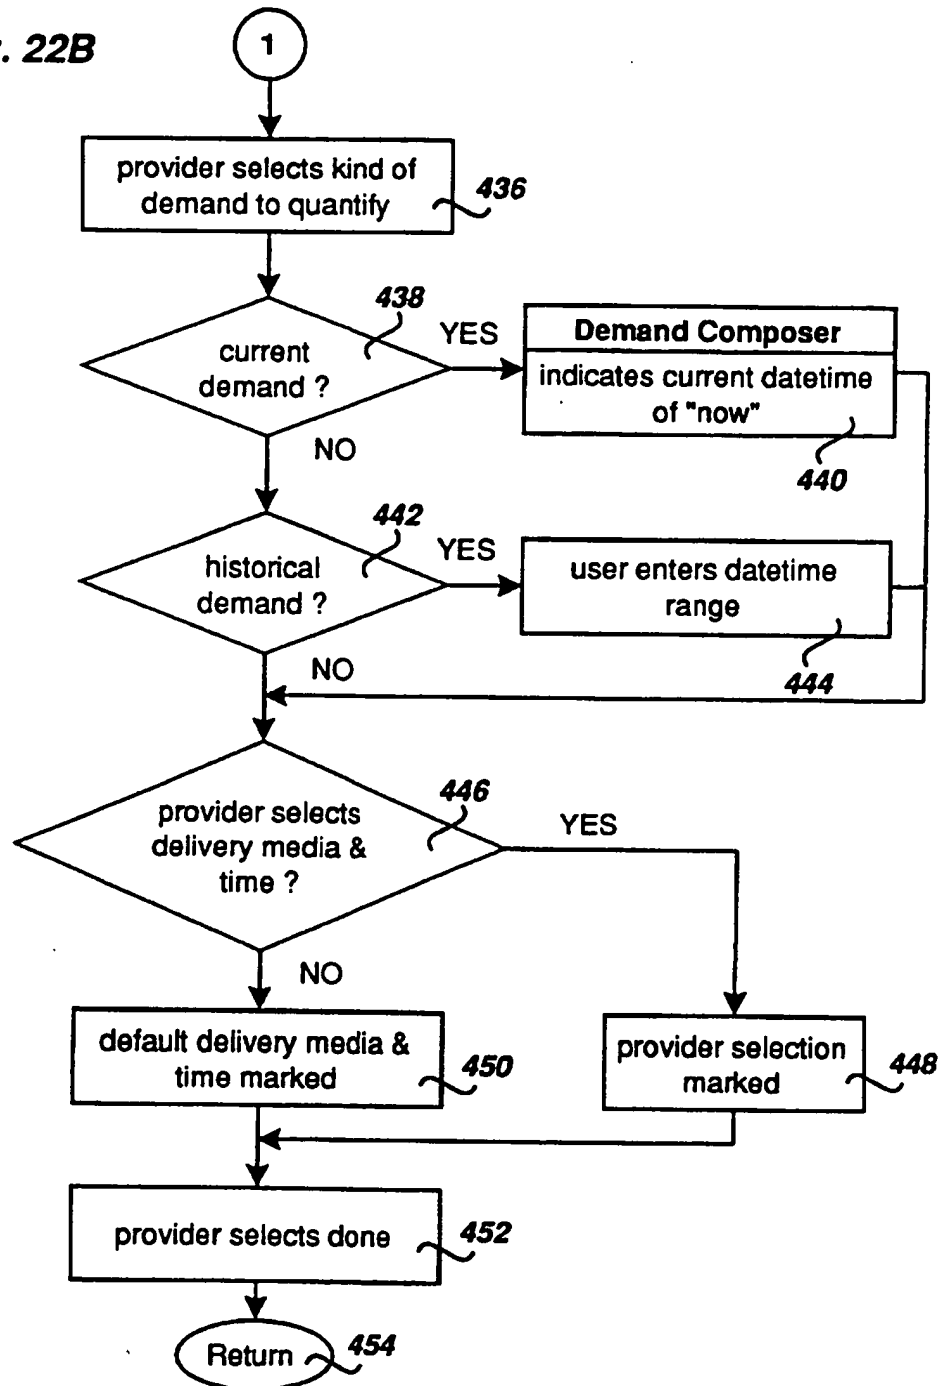 . 22B
1
provider selects kind of
demand to quantify
436
438
current
demand ?
YES
Demand Composer
indicates current datetime
of "now"
440
NO
442
historical
demand ?
YES
user enters datetime
range
444
NO
446
provider selects
delivery media &
time ?
YES
NO
default delivery media &
time marked
450
provider selection
marked
448
provider selects done
452
Return
454